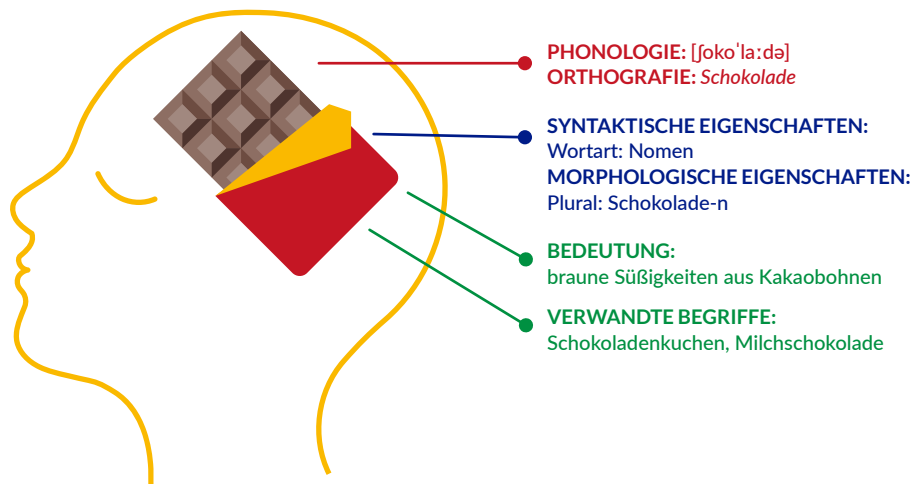 PHONOLOGIE: [ʃokoˈlaːdə]
ORTHOGRAFIE: Schokolade
SYNTAKTISCHE EIGENSCHAFTEN:
Wortart: Nomen
MORPHOLOGISCHE EIGENSCHAFTEN:
Plural: Schokolade-n
BEDEUTUNG:
braune Süßigkeiten aus Kakaobohnen
VERWANDTE BEGRIFFE:
Schokoladenkuchen, Milchschokolade